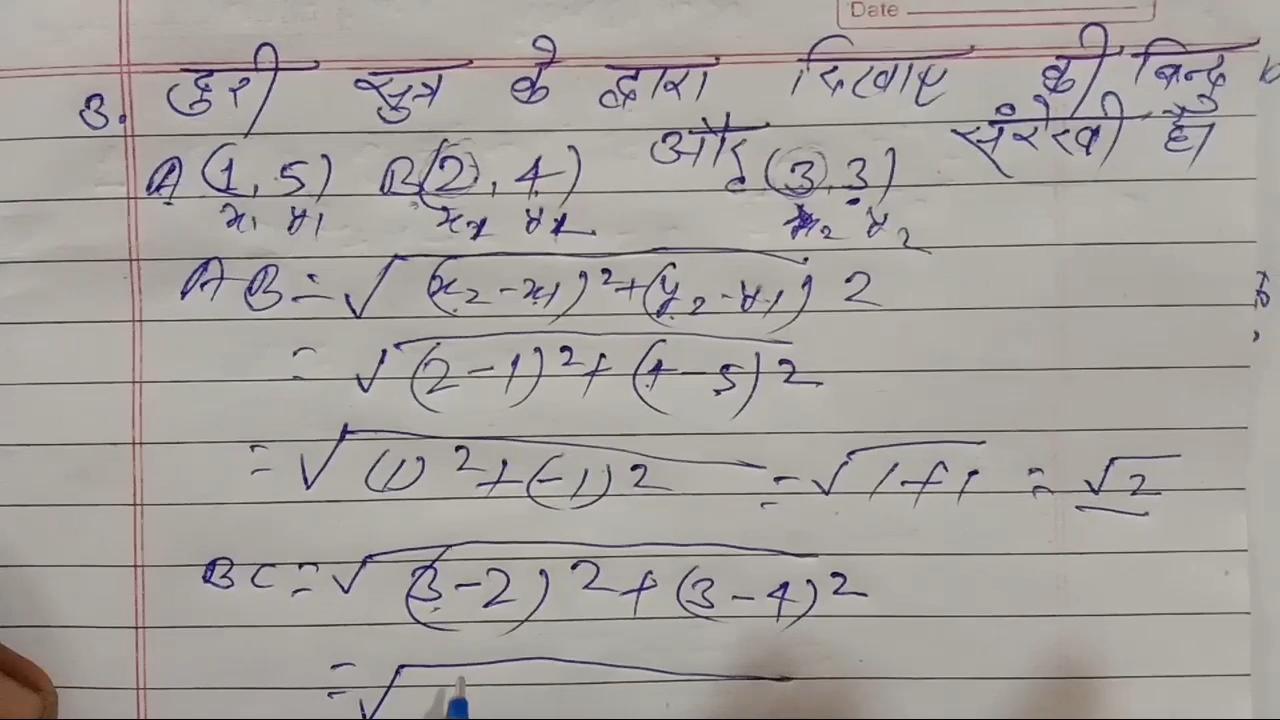 Date
3. दुरी सुत्र के द्वारा दिखाए की बिन्दु
A (1, 5) B(2, 4) और (3, 3) संरेखी है।
x₁ y₁ x₂ y₂ x₂ y₂
AB = √(x₂-x₁)²+(y₂-y₁)2
= √(2-1)²+(4-5)2
= √(1)²+(-1)2 = √1+1 = √2
BC = √(3-2)2+(3-4)2
= √